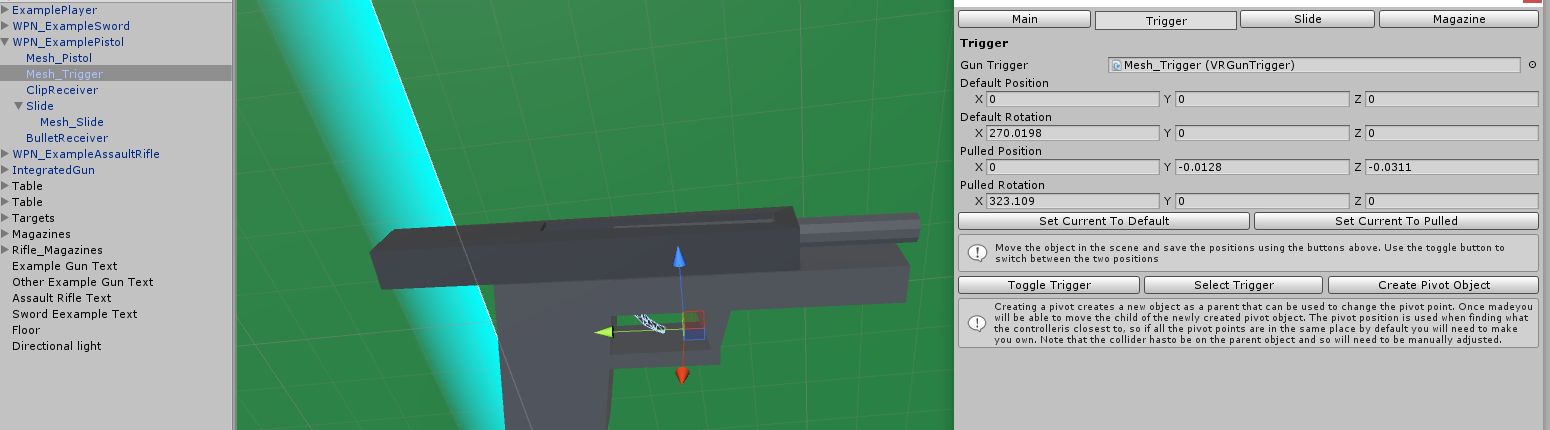 ExamplePlayer
WPN_ExampleSword
WPN_ExamplePistol
Mesh_Pistol
Mesh_Trigger
ClipReceiver
Slide
Mesh_Slide
BulletReceiver
WPN_ExampleAssaultRifle
IntegratedGun
Table
Table
Targets
Magazines
Rifle_Magazines
Example Gun Text
Other Example Gun Text
Assault Rifle Text
Sword Eexample Text
Floor
Directional light
Main Trigger Slide Magazine
Trigger
Gun Trigger Mesh_Trigger (VRGunTrigger)
Default Position
X 0 Y 0 Z 0
Default Rotation
X 270.0198 Y 0 Z 0
Pulled Position
X 0 Y -0.0128 Z -0.0311
Pulled Rotation
X 323.109 Y 0 Z 0
Set Current To Default Set Current To Pulled
Move the object in the scene and save the positions using the buttons above. Use the toggle button to
switch between the two positions
Toggle Trigger Select Trigger Create Pivot Object
Creating a pivot creates a new object as a parent that can be used to change the pivot point. Once madeyou
will be able to move the child of the newly created pivot object. The pivot position is used when finding what
the controlleris closest to, so if all the pivot points are in the same place by default you will need to make
you own. Note that the collider hasto be on the parent object and so will need to be manually adjusted.